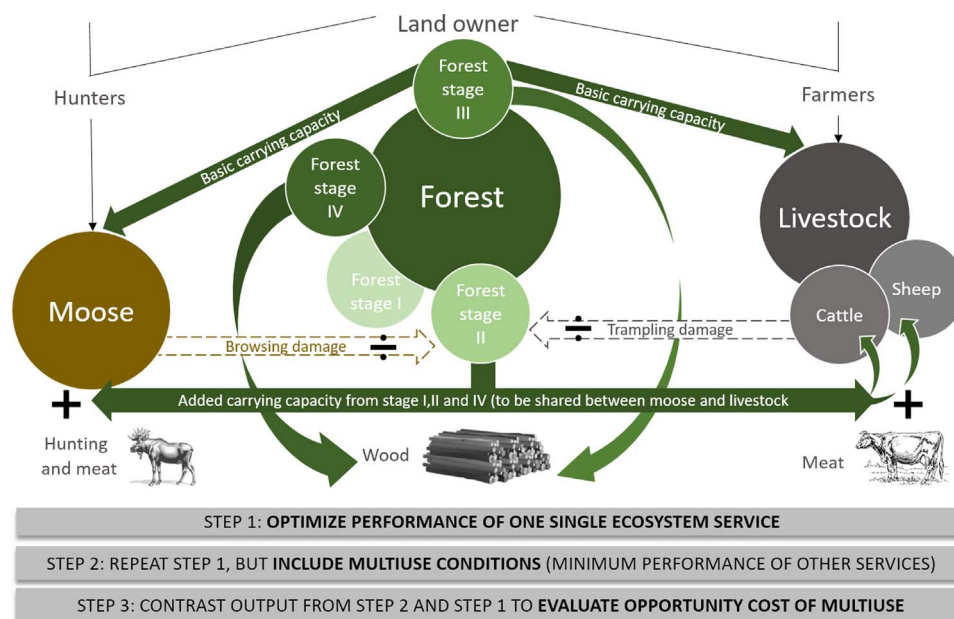 Land owner
Hunters
Farmers
Forest
stage
III
Basic carrying capacity
Basic carrying capacity
Forest
stage
IV
Forest
Livestock
Moose
Forest
stage I
Forest
stage
II
Sheep
Cattle
Browsing damage
Trampling damage
Added carrying capacity from stage I,II and IV (to be shared between moose and livestock
Hunting
and meat
Wood
Meat
STEP 1: OPTIMIZE PERFORMANCE OF ONE SINGLE ECOSYSTEM SERVICE
STEP 2: REPEAT STEP 1, BUT INCLUDE MULTIUSE CONDITIONS (MINIMUM PERFORMANCE OF OTHER SERVICES)
STEP 3: CONTRAST OUTPUT FROM STEP 2 AND STEP 1 TO EVALUATE OPPORTUNITY COST OF MULTIUSE